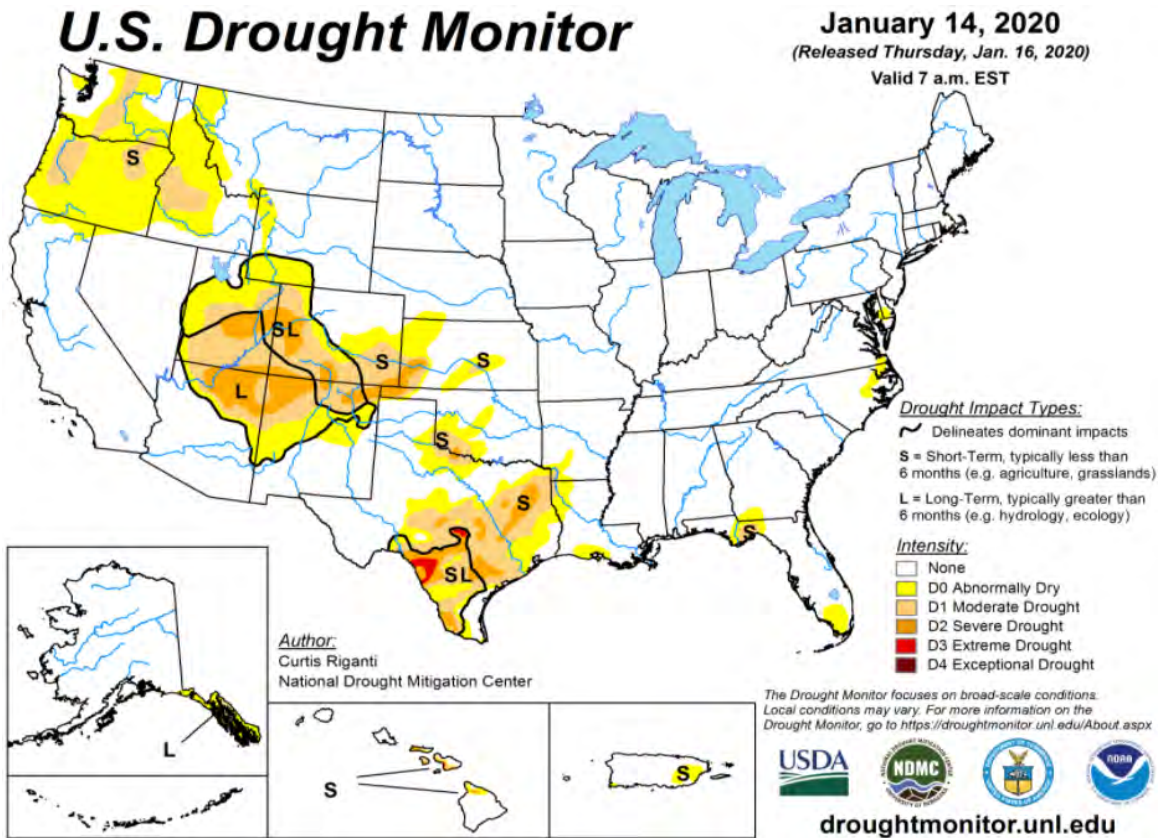 U.S. Drought Monitor
January 14, 2020
(Released Thursday, Jan. 16, 2020)
Valid 7 a.m. EST
S
SL
S
S
L
S
S
S
SL
Drought Impact Types:
Delineates dominant impacts
S = Short-Term, typically less than
6 months (e.g. agriculture, grasslands)
L = Long-Term, typically greater than
6 months (e.g. hydrology, ecology)
Intensity:
None
D0 Abnormally Dry
D1 Moderate Drought
D2 Severe Drought
D3 Extreme Drought
D4 Exceptional Drought
Author:
Curtis Riganti
National Drought Mitigation Center
L
S
S
The Drought Monitor focuses on broad-scale conditions.
Local conditions may vary. For more information on the
Drought Monitor, go to https://droughtmonitor.unl.edu/About.aspx
USDA
NDMC
NOAA
droughtmonitor.unl.edu